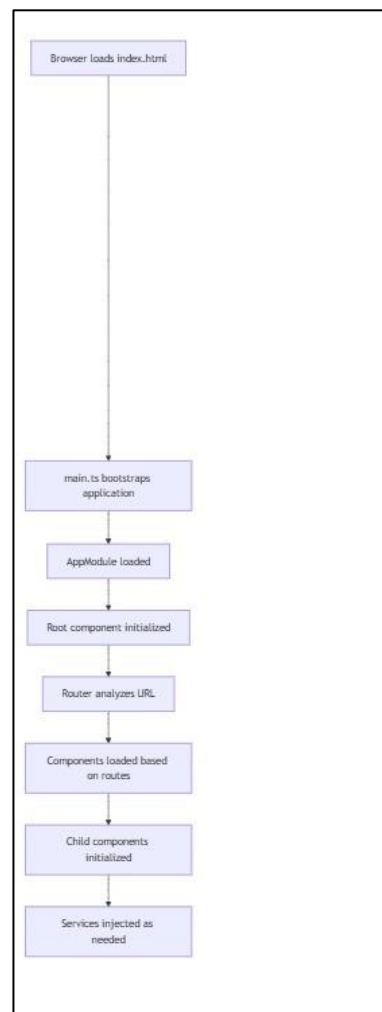 Browser loads index.html
main.ts bootstraps
application
AppModule loaded
Root component initialized
Router analyzes URL
Components loaded based
on routes
Child components
initialized
Services injected as
needed